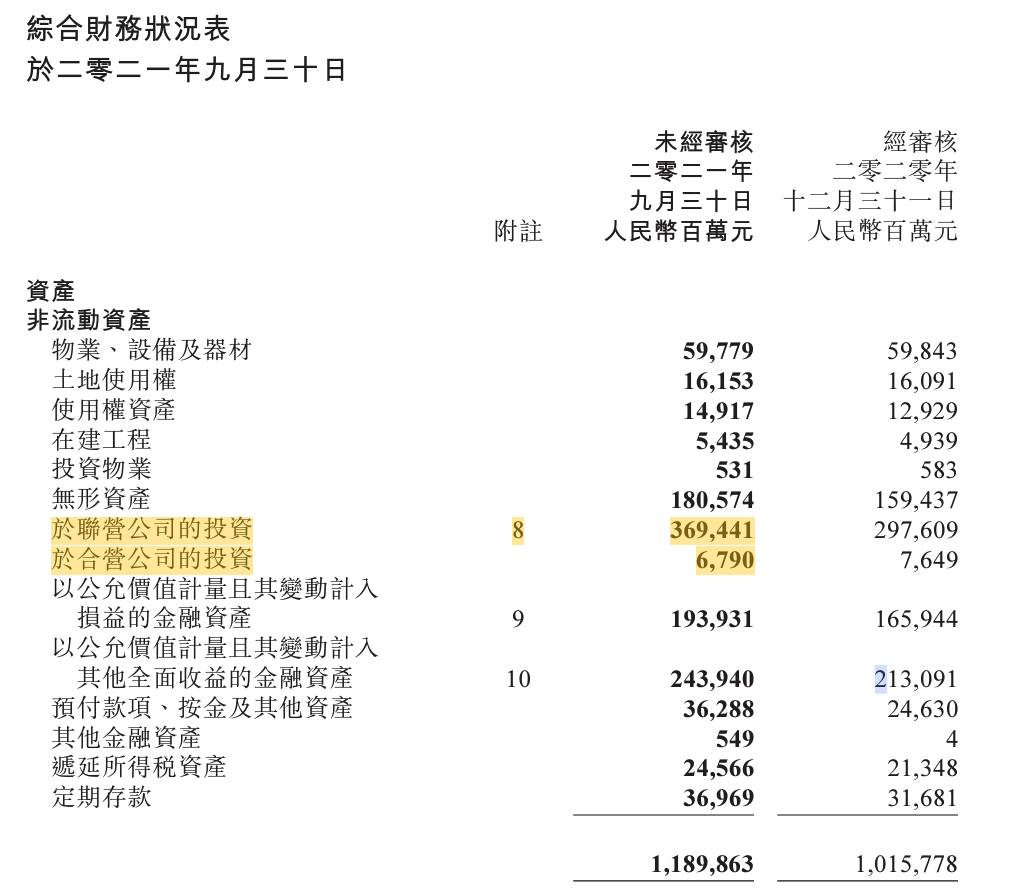 綜合財務狀況表
於二零二一年九月三十日
未經審核 經審核
二零二一年 二零二零年
九月三十日 十二月三十一日
附註 人民幣百萬元 人民幣百萬元
資產
非流動資產
物業、設備及器材 59,779 59,843
土地使用權 16,153 16,091
使用權資產 14,917 12,929
在建工程 5,435 4,939
投資物業 531 583
無形資產 180,574 159,437
於聯營公司的投資 8 369,441 297,609
於合營公司的投資 6,790 7,649
以公允價值計量且其變動計入
損益的金融資產 9 193,931 165,944
以公允價值計量且其變動計入
其他全面收益的金融資產 10 243,940 213,091
預付款項、按金及其他資產 36,288 24,630
其他金融資產 549 4
遞延所得稅資產 24,566 21,348
定期存款 36,969 31,681
1,189,863 1,015,778